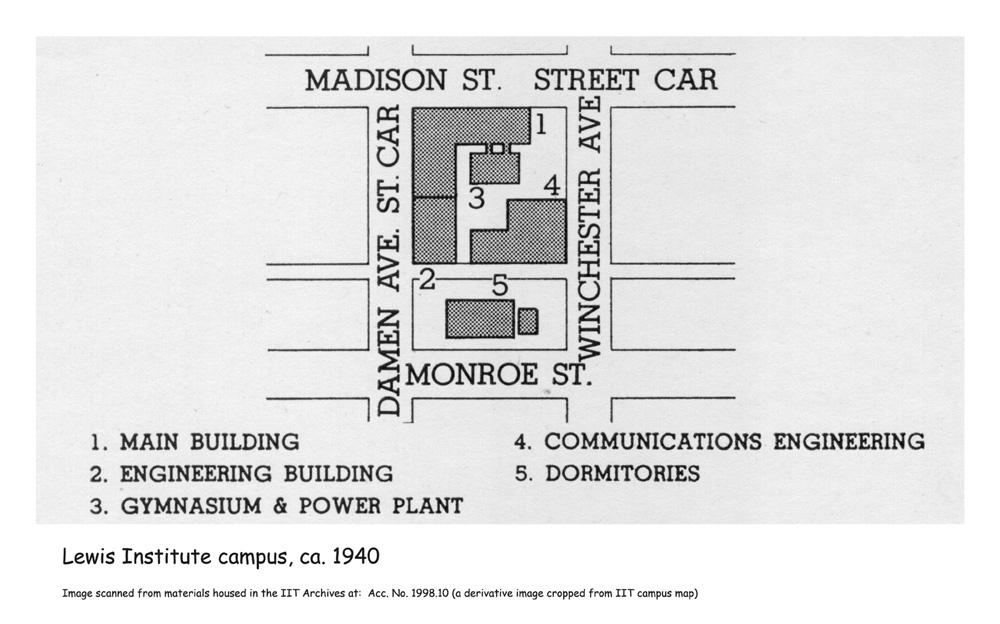 MADISON ST. STREET CAR
DAMEN AVE. ST. CAR
WINCHESTER AVE
1
3
4
2
5
MONROE ST.
1. MAIN BUILDING
2. ENGINEERING BUILDING
3. GYMNASIUM & POWER PLANT
4. COMMUNICATIONS ENGINEERING
5. DORMITORIES
Lewis Institute campus, ca. 1940
Image scanned from materials housed in the IIT Archives at: Acc. No. 1998.10 (a derivative image cropped from IIT campus map)